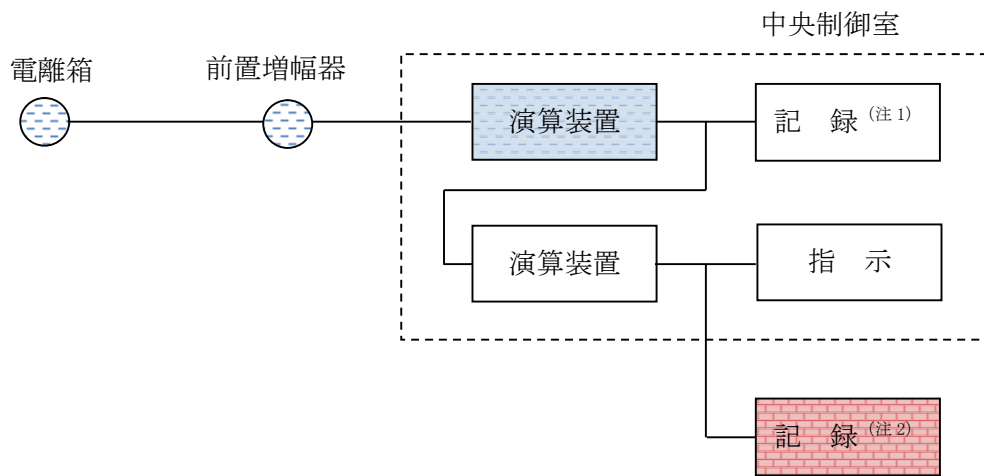 中央制御室
電離箱
前置増幅器
演算装置
記 録 (注1)
演算装置
指 示
記 録 (注2)